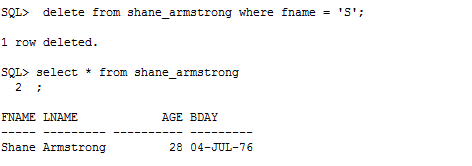 SQL>  delete from shane_armstrong where fname = 'S';
1 row deleted.
SQL> select * from shane_armstrong
  2  ;
FNAME LNAME            AGE BDAY
----- --------- ---------- ---------
Shane Armstrong         28 04-JUL-76